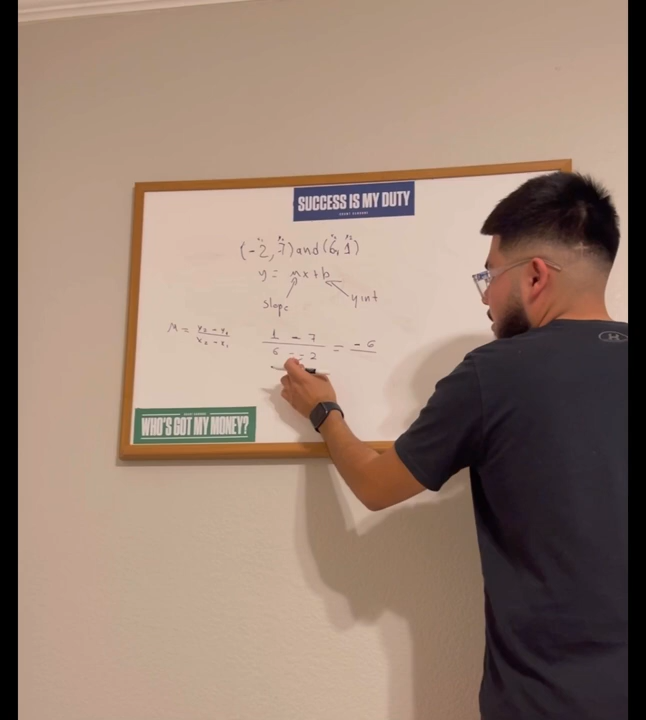 SUCCESS IS MY DUTY
(-2, 7) and (6, 1)
y = mx+b
slope
y int
M = y₂ - y₁ / x₂ - x₁
1 - 7 / 6 - -2 = -6
WHO'S GOT MY MONEY?